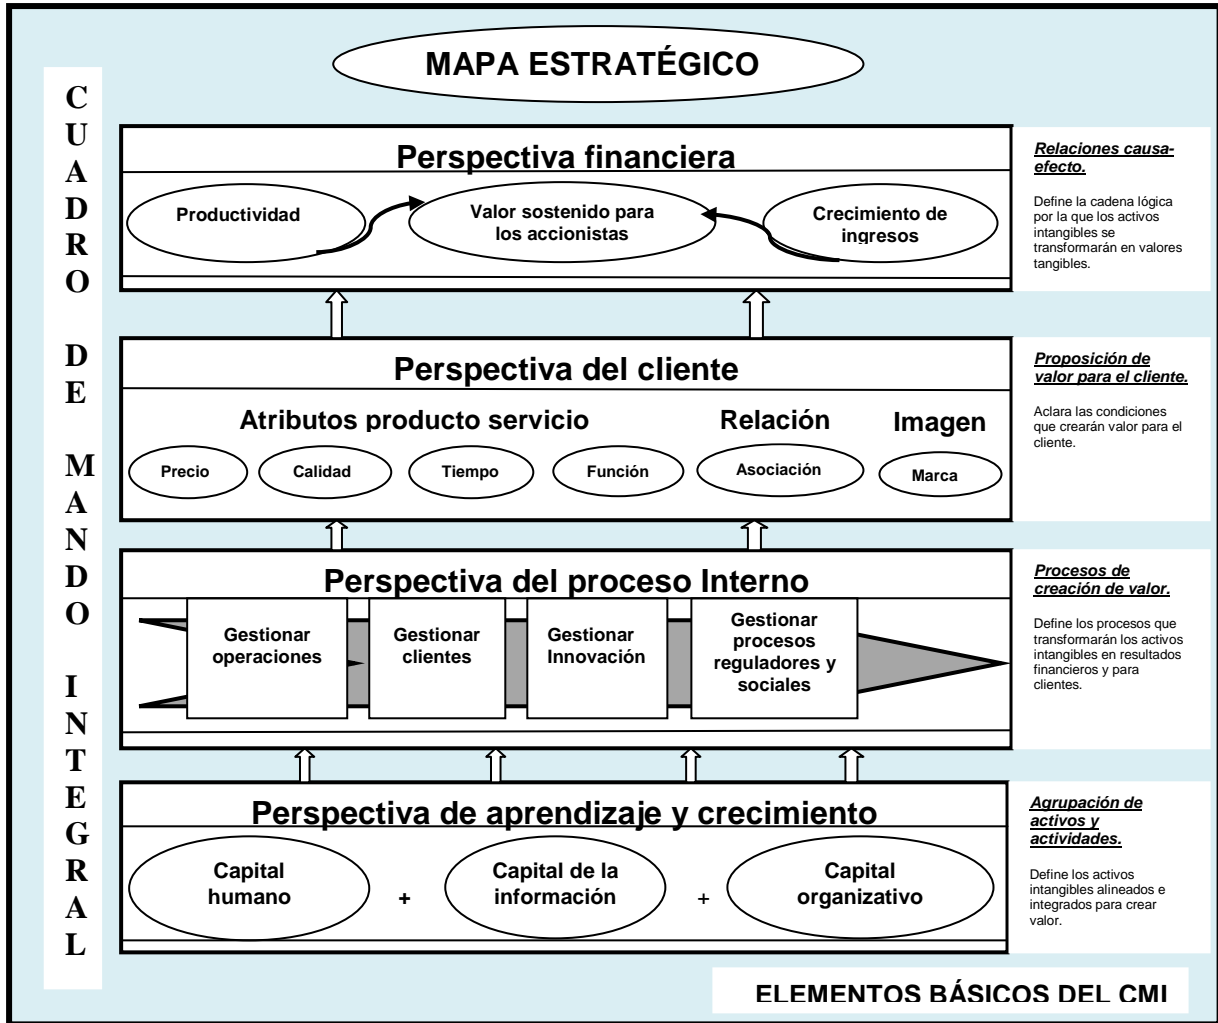 MAPA ESTRATÉGICO
CUADRO DE MANDO INTEGRAL
Perspectiva financiera
Productividad
Valor sostenido para
los accionistas
Crecimiento de
ingresos
Relaciones causa-
efecto.
Define la cadena lógica
por la que los activos
intangibles se
transformarán en valores
tangibles.
Perspectiva del cliente
Atributos producto servicio
Relación
Imagen
Precio
Calidad
Tiempo
Función
Asociación
Marca
Proposición de
valor para el cliente.
Aclara las condiciones
que crearán valor para el
cliente.
Perspectiva del proceso Interno
Gestionar
operaciones
Gestionar
clientes
Gestionar
Innovación
Gestionar
procesos
reguladores y
sociales
Procesos de
creación de valor.
Define los procesos que
transformarán los activos
intangibles en resultados
financieros y para
clientes.
Perspectiva de aprendizaje y crecimiento
Capital
humano
+
Capital de la
información
+
Capital
organizativo
Agrupación de
activos y
actividades.
Define los activos
intangibles alineados e
integrados para crear
valor.
ELEMENTOS BÁSICOS DEL CMI